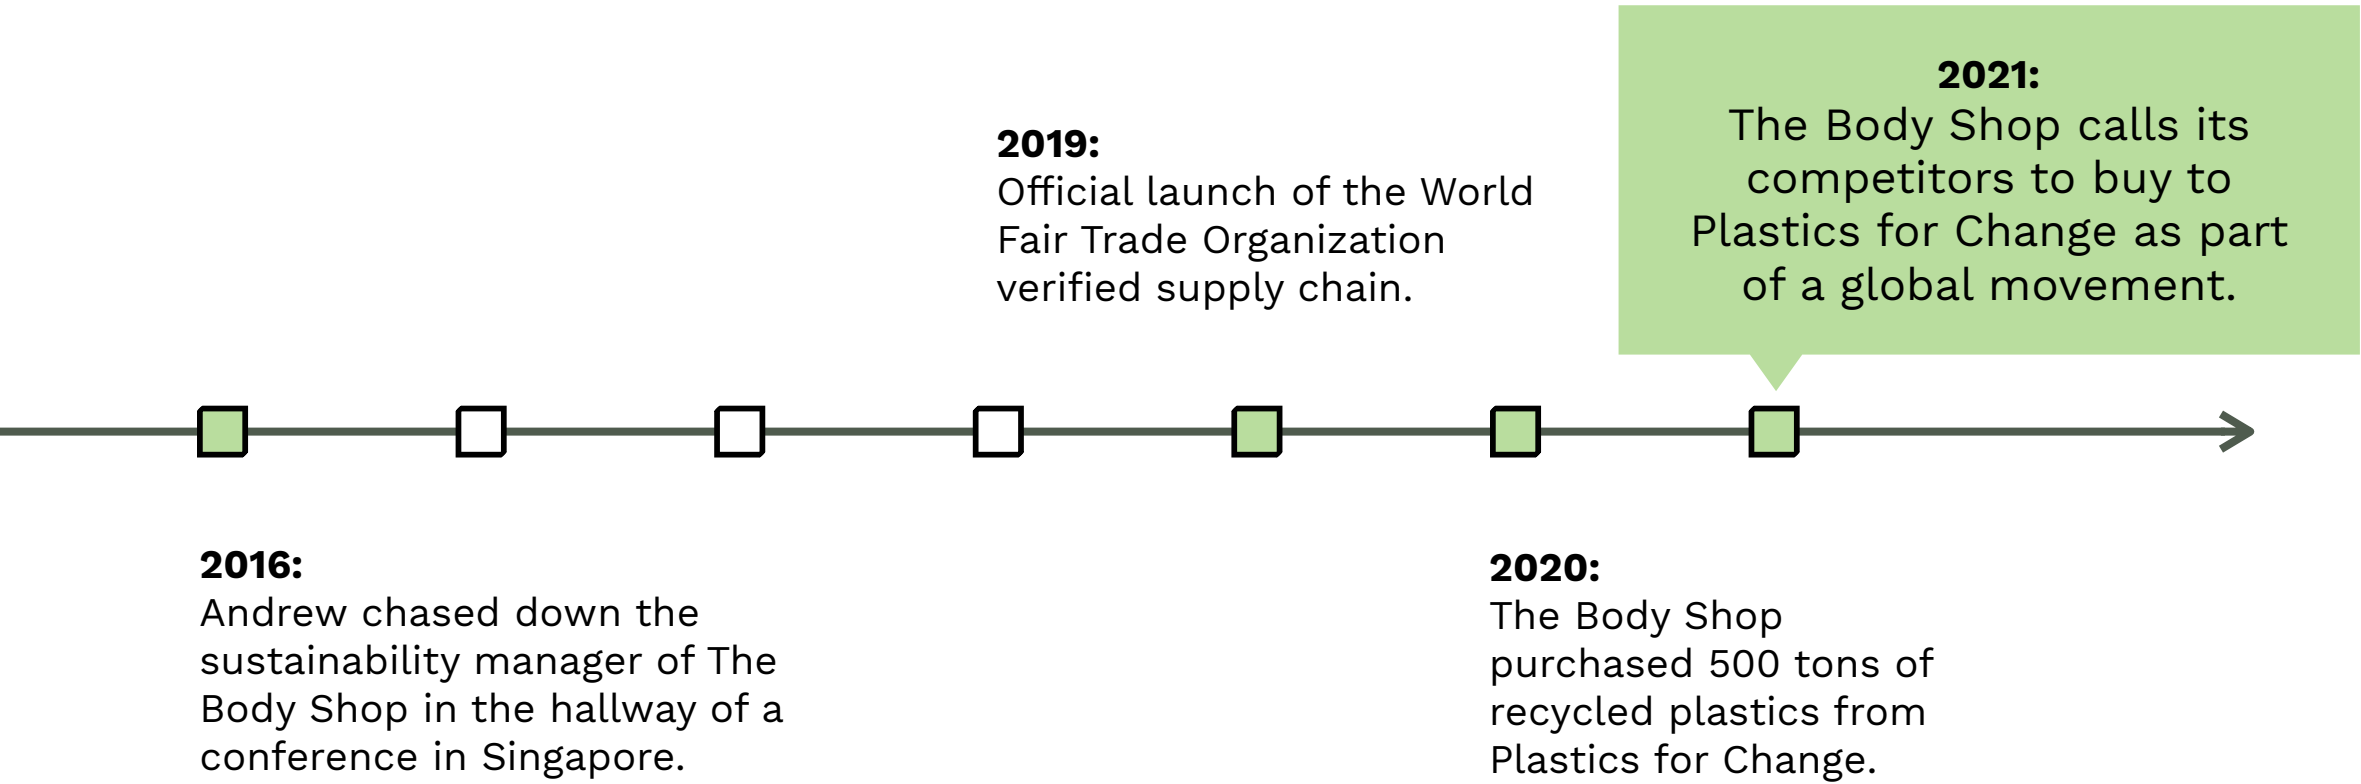 2016:
Andrew chased down the
sustainability manager of The
Body Shop in the hallway of a
conference in Singapore.
2019:
Official launch of the World
Fair Trade Organization
verified supply chain.
2020:
The Body Shop
purchased 500 tons of
recycled plastics from
Plastics for Change.
2021:
The Body Shop calls its
competitors to buy to
Plastics for Change as part
of a global movement.